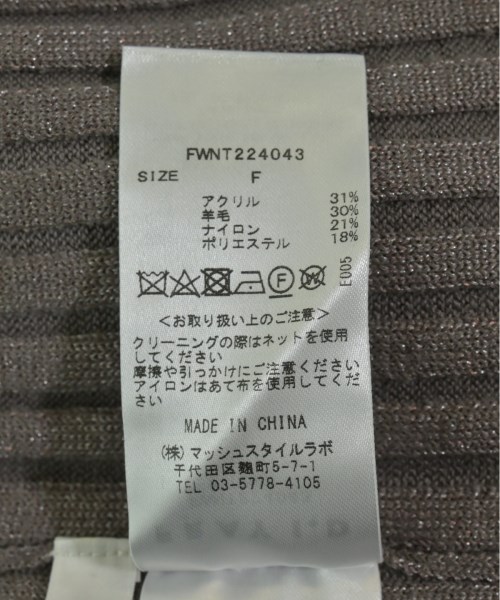 FWNT224043
SIZE F
アクリル 31%
羊毛 30%
ナイロン 21%
ポリエステル 18%
F
E005
＜お取り扱い上のご注意＞
クリーニングの際はネットを使用
してください
摩擦や引っかけにご注意ください
アイロンはあて布を使用してくだ
さい
MADE IN CHINA
(株)マッシュスタイルラボ
千代田区麹町5-7-1
TEL 03-5778-4105